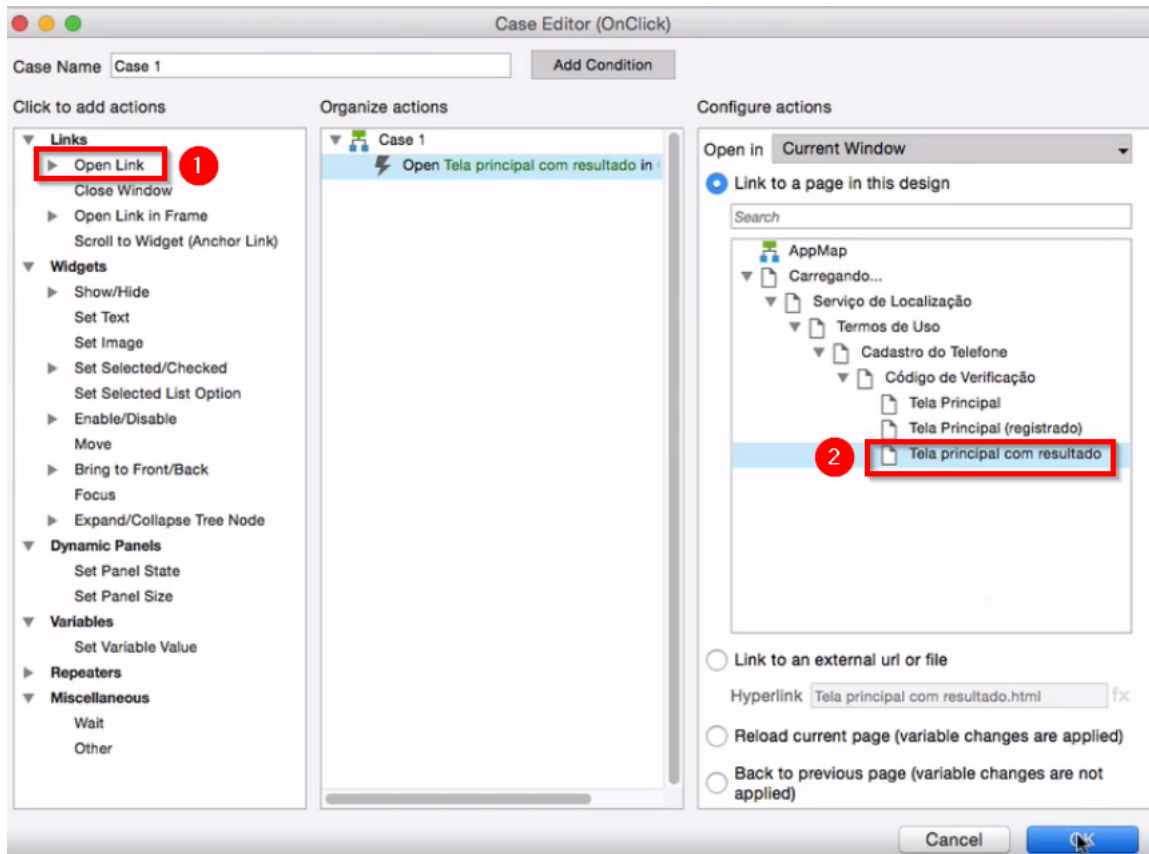 Case Editor (OnClick)
Case Name Case 1 Add Condition
Click to add actions
Links
Open Link 1
Close Window
Open Link in Frame
Scroll to Widget (Anchor Link)
Widgets
Show/Hide
Set Text
Set Image
Set Selected/Checked
Set Selected List Option
Enable/Disable
Move
Bring to Front/Back
Focus
Expand/Collapse Tree Node
Dynamic Panels
Set Panel State
Set Panel Size
Variables
Set Variable Value
Repeaters
Miscellaneous
Wait
Other
Organize actions
Case 1
Open Tela principal com resultado in
Configure actions
Open in Current Window
Link to a page in this design
Search
AppMap
Carregando...
Serviço de Localização
Termos de Uso
Cadastro do Telefone
Código de Verificação
Tela Principal
Tela Principal (registrado)
2 Tela principal com resultado
Link to an external url or file
Hyperlink Tela principal com resultado.html fx
Reload current page (variable changes are applied)
Back to previous page (variable changes are not
applied)
Cancel OK